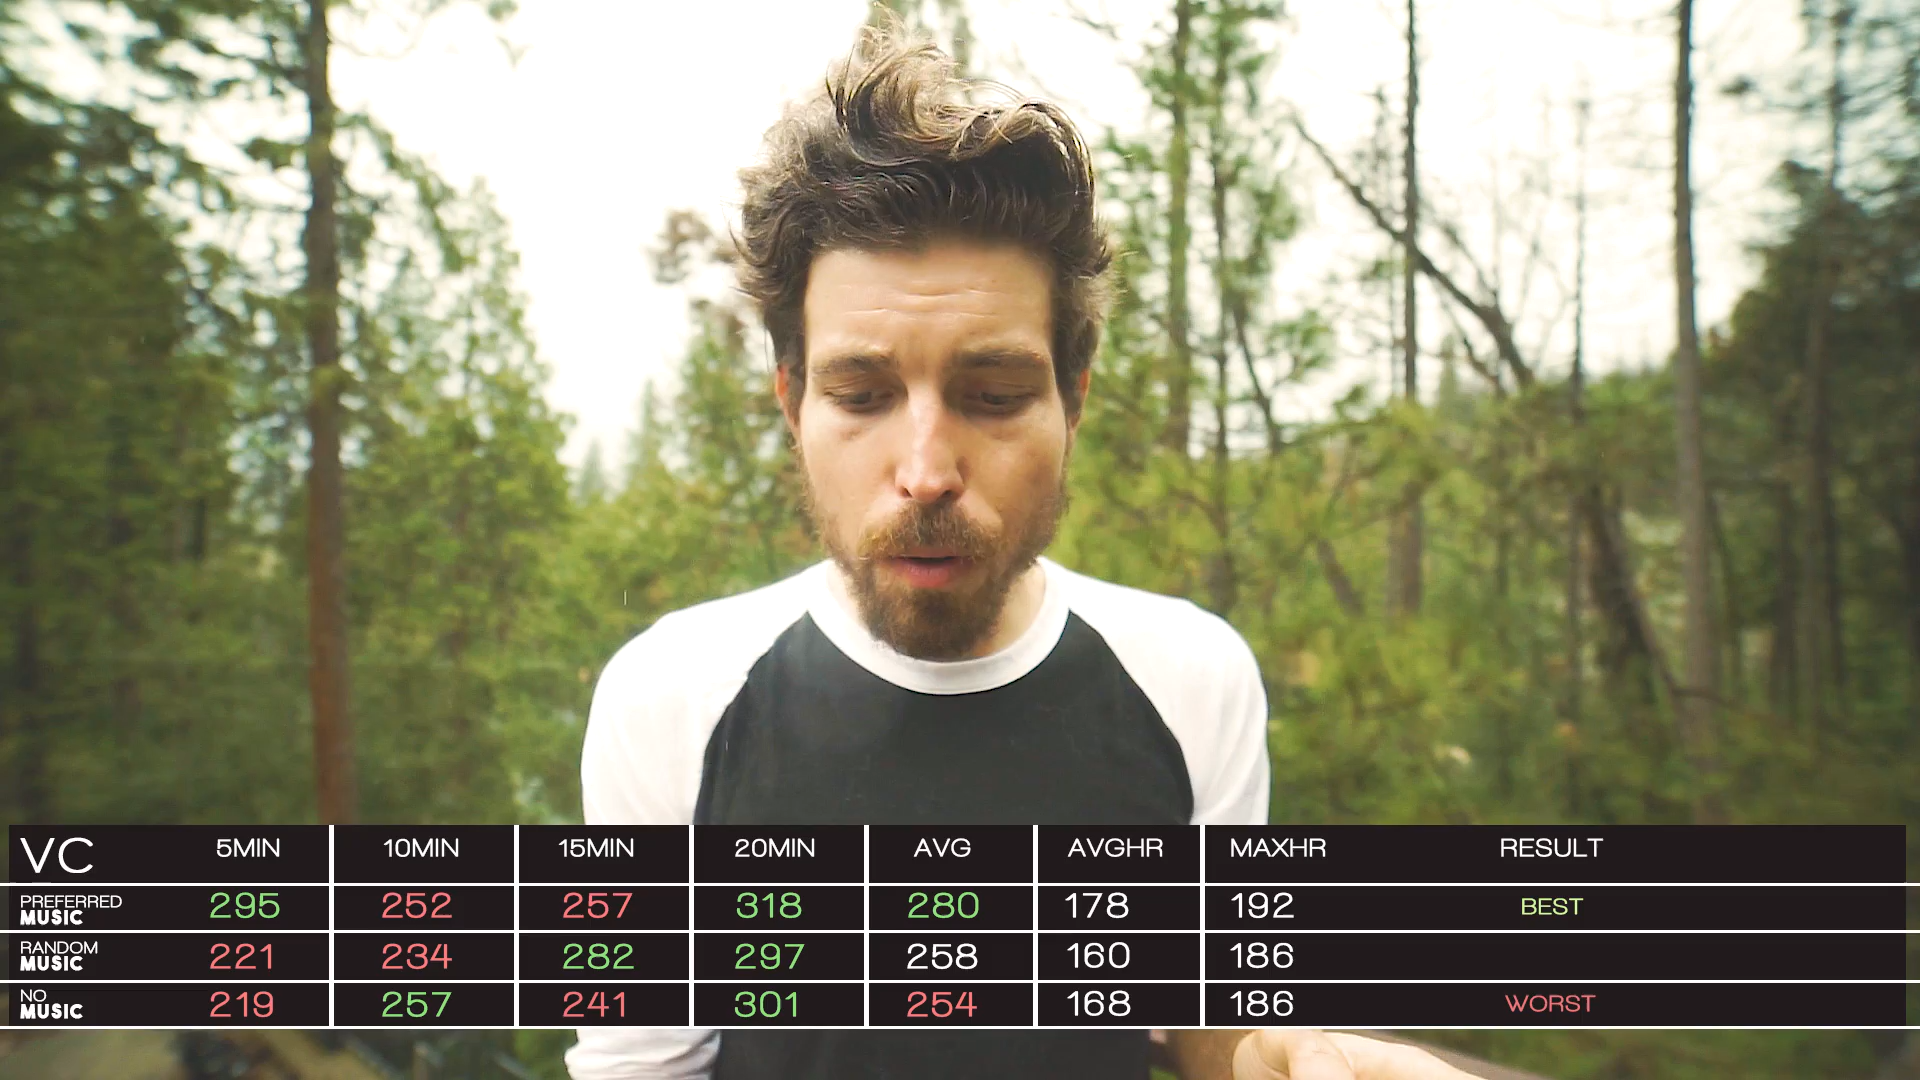 VC 5MIN 10MIN 15MIN 20MIN AVG AVGHR MAXHR RESULT
PREFERRED MUSIC 295 252 257 318 280 178 192 BEST
RANDOM MUSIC 221 234 282 297 258 160 186
NO MUSIC 219 257 241 301 254 168 186 WORST